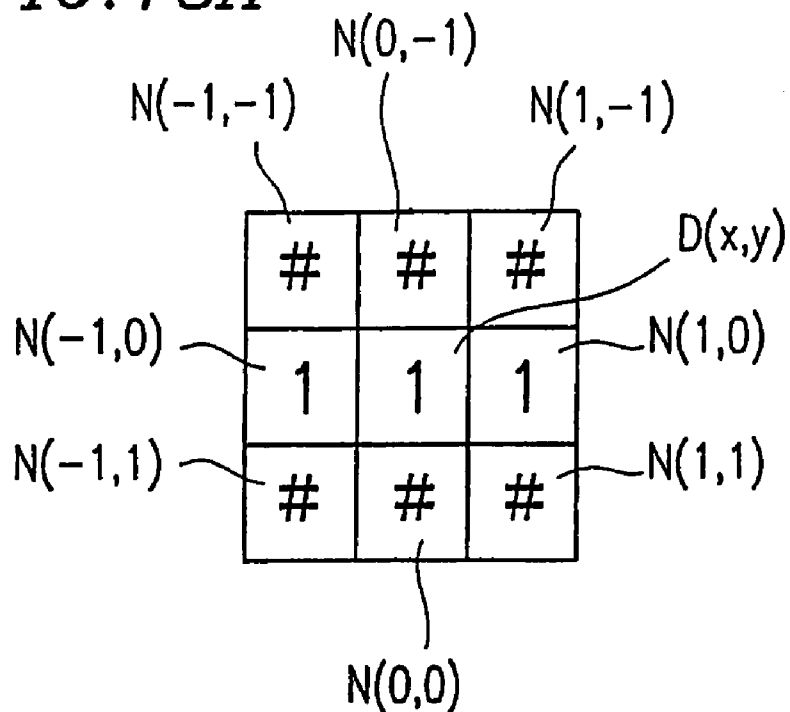 N(0,-1)
N(-1,-1)
N(1,-1)
D(x,y)
# # #
N(-1,0)
1 1 1
N(1,0)
N(-1,1)
# # #
N(1,1)
N(0,0)